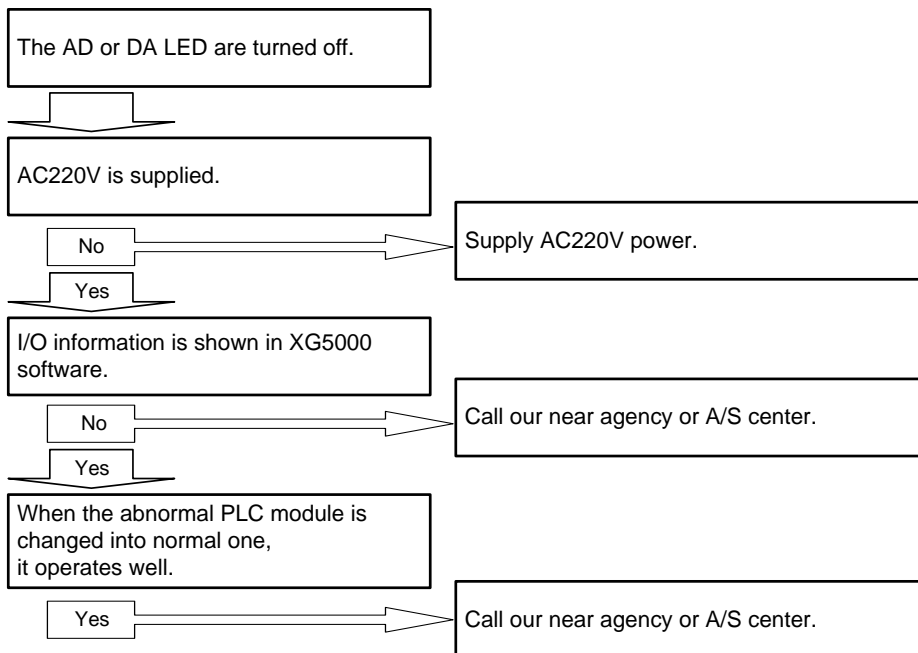 The AD or DA LED are turned off.
AC220V is supplied.
No
Supply AC220V power.
Yes
I/O information is shown in XG5000
software.
No
Call our near agency or A/S center.
Yes
When the abnormal PLC module is
changed into normal one,
it operates well.
Yes
Call our near agency or A/S center.